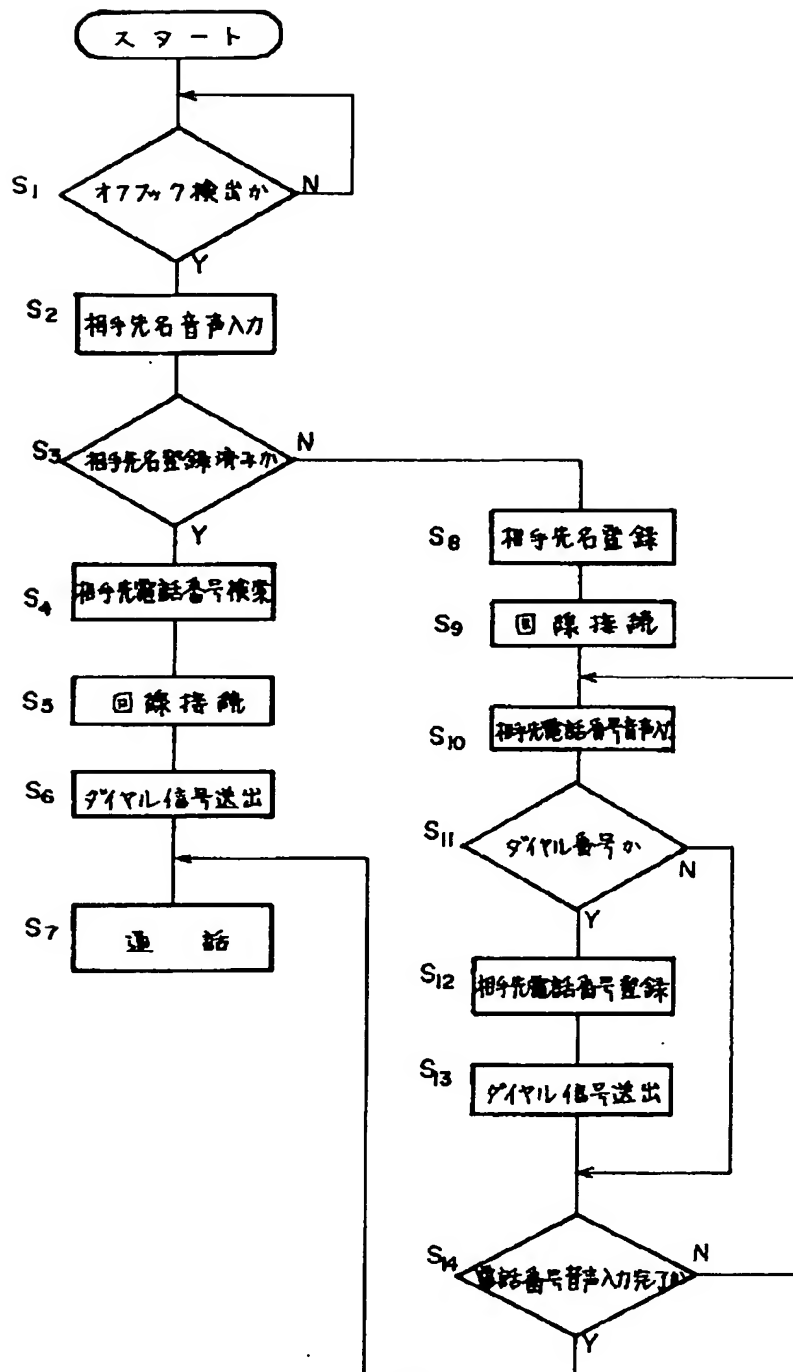 スタート
S1 オフフック検出か N
Y
S2 相手先名音声入力
S3 相手先名登録済みか N
Y
S4 相手先電話番号検索
S5 回線接続
S6 ダイヤル信号送出
S7 通 話
S8 相手先名登録
S9 回線接続
S10 相手先電話番号音声入力
S11 ダイヤル番号か N
Y
S12 相手先電話番号登録
S13 ダイヤル信号送出
S14 電話番号音声入力完了か N
Y